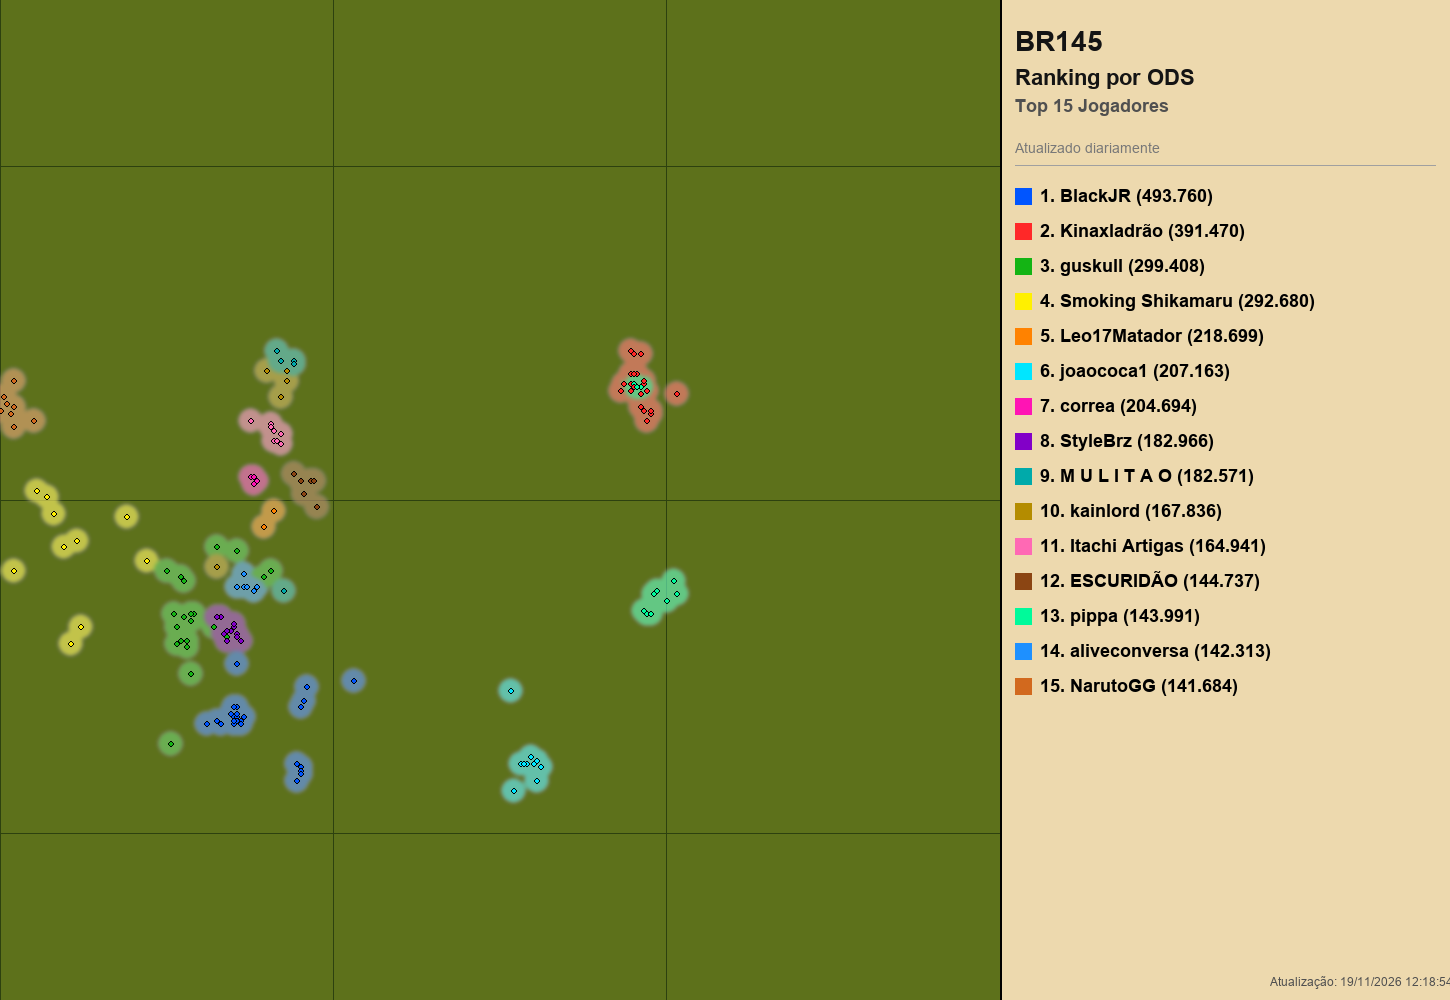 BR145
Ranking por ODS
Top 15 Jogadores
Atualizado diariamente
1. BlackJR (493.760)
2. Kinaxladrão (391.470)
3. guskull (299.408)
4. Smoking Shikamaru (292.680)
5. Leo17Matador (218.699)
6. joaococa1 (207.163)
7. correa (204.694)
8. StyleBrz (182.966)
9. M U L I T A O (182.571)
10. kainlord (167.836)
11. Itachi Artigas (164.941)
12. ESCURIDÃO (144.737)
13. pippa (143.991)
14. aliveconversa (142.313)
15. NarutoGG (141.684)
Atualização: 19/11/2026 12:18:54